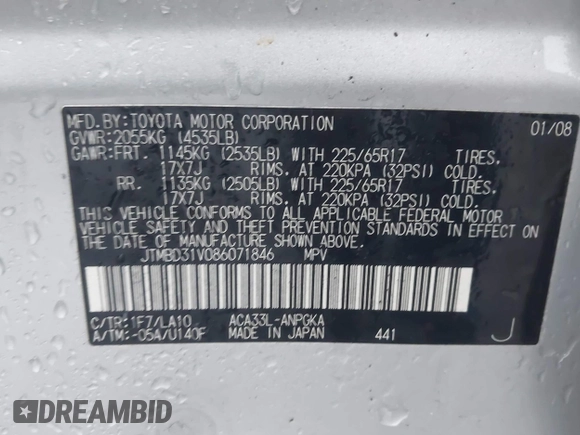 MFD.BY:TOYOTA MOTOR CORPORATION 01/08
GVWR:2055KG (4535LB)
GAWR:FRT. 1145KG (2535LB) WITH 225/65R17 TIRES.
17X7J RIMS. AT 220KPA (32PSI) COLD.
RR. 1135KG (2505LB) WITH 225/65R17 TIRES.
17X7J RIMS. AT 220KPA (32PSI) COLD.
THIS VEHICLE CONFORMS TO ALL APPLICABLE FEDERAL MOTOR
VEHICLE SAFETY AND THEFT PREVENTION STANDARDS IN EFFECT
ON THE DATE OF MANUFACTURE SHOWN ABOVE.
JTMBD31V086071846 MPV
C/TR:1F7/LA10 ACA33L-ANPGKA
A/TM:-05A/U140F MADE IN JAPAN 441 J
DREAMBID